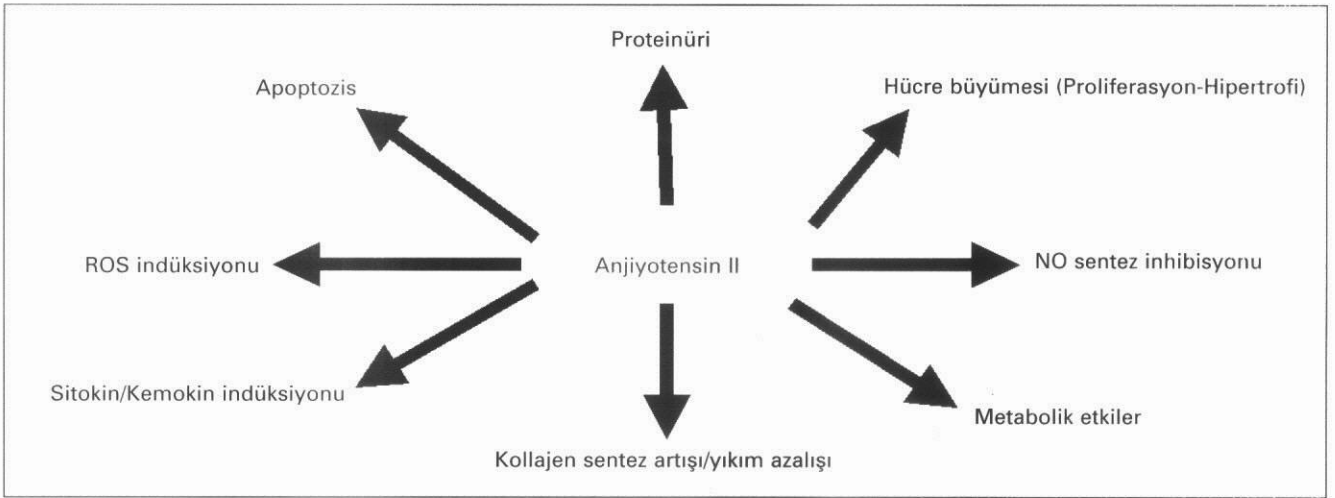 Proteinüri
Apoptozis
Hücre büyümesi (Proliferasyon-Hipertrofi)
ROS indüksiyonu
Anjiyotensin II
NO sentez inhibisyonu
Sitokin/Kemokin indüksiyonu
Metabolik etkiler
Kollajen sentez artışı/yıkım azalışı